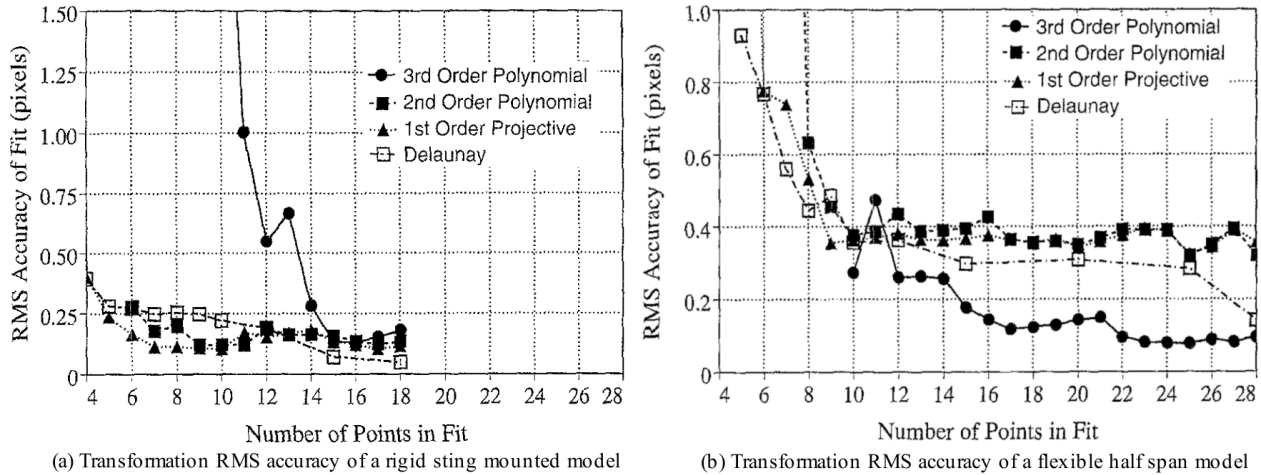 RMS Accuracy of Fit (pixels)
1.50
1.25
1.00
0.75
0.50
0.25
0
3rd Order Polynomial
2nd Order Polynomial
1st Order Projective
Delaunay
4 6 8 10 12 14 16 18 20 22 24 26 28
Number of Points in Fit
(a) Transformation RMS accuracy of a rigid sting mounted model
RMS Accuracy of Fit (pixels)
1.0
0.8
0.6
0.4
0.2
0
3rd Order Polynomial
2nd Order Polynomial
1st Order Projective
Delaunay
4 6 8 10 12 14 16 18 20 22 24 26 28
Number of Points in Fit
(b) Transformation RMS accuracy of a flexible half span model